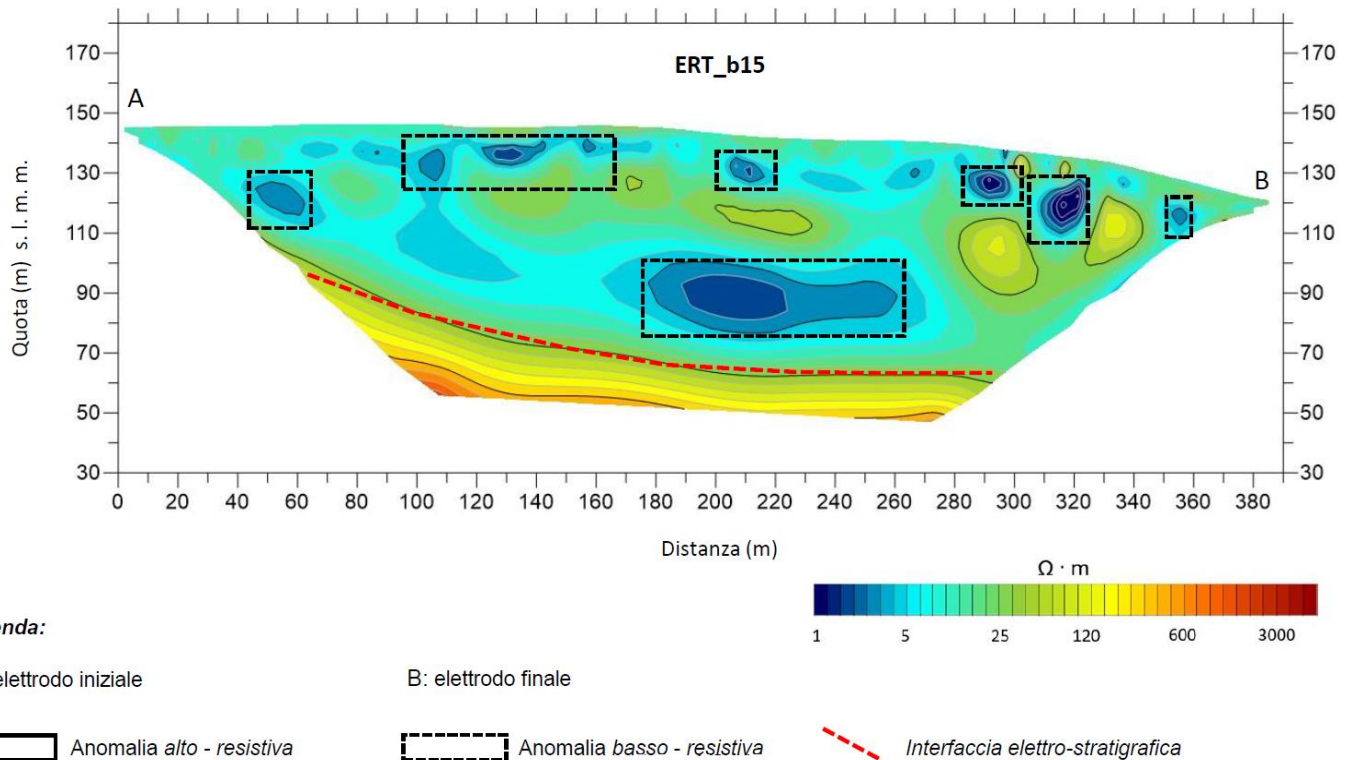 ERT_b15
170 170
A
150 150
130 130
B
110 110
90 90
70 70
50 50
30 30
Quota (m) s. l. m. m.
0 20 40 60 80 100 120 140 160 180 200 220 240 260 280 300 320 340 360 380
Distanza (m)
Ω · m
1 5 25 120 600 3000
enda:
elettrodo iniziale B: elettrodo finale
Anomalia alto - resistiva Anomalia basso - resistiva Interfaccia elettro-stratigrafica